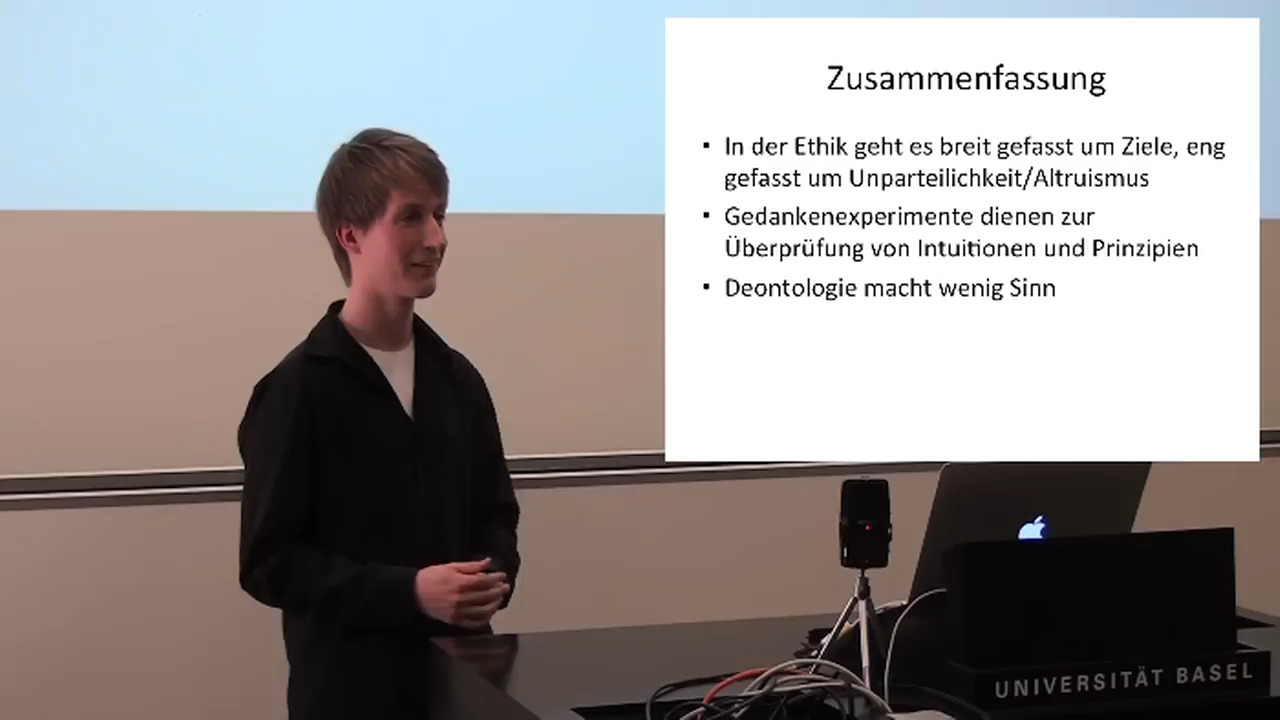 Zusammenfassung
▪ In der Ethik geht es breit gefasst um Ziele, eng
gefasst um Unparteilichkeit/Altruismus
▪ Gedankenexperimente dienen zur
Überprüfung von Intuitionen und Prinzipien
▪ Deontologie macht wenig Sinn
UNIVERSITÄT BASEL